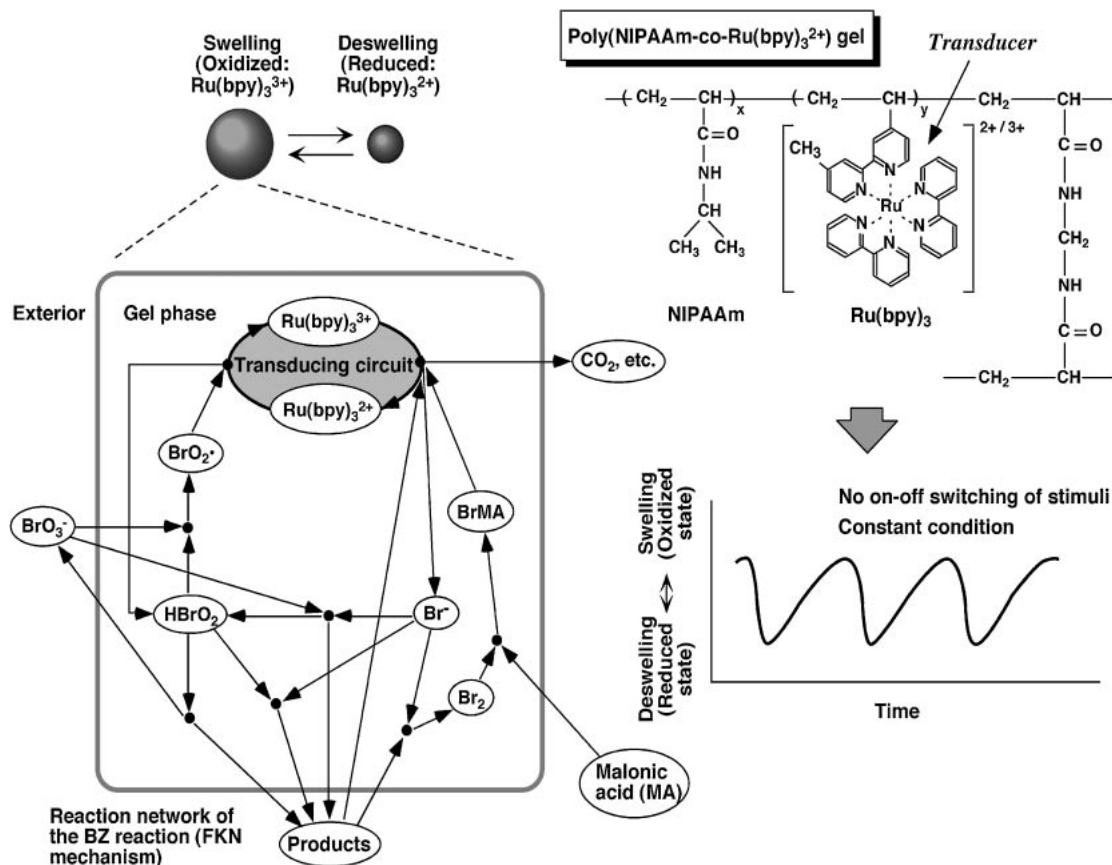 Swelling
(Oxidized:
Ru(bpy)₃³⁺)
Deswelling
(Reduced:
Ru(bpy)₃²⁺)
Poly(NIPAAm-co-Ru(bpy)₃²⁺) gel
Transducer
CH₂
CH
x
CH₂
CH
y
CH₂
CH
C=O
NH
CH
CH₃
CH₃
CH₃
N
N
N
N
N
N
Ru
2+ / 3+
C=O
NH
CH₂
NH
C=O
CH₂
CH
NIPAAm
Ru(bpy)₃
Exterior
Gel phase
Ru(bpy)₃³⁺
Transducing circuit
Ru(bpy)₃²⁺
CO₂, etc.
BrO₂•
BrO₃⁻
BrMA
HBrO₂
Br⁻
Br₂
Malonic
acid (MA)
Products
Reaction network of
the BZ reaction (FKN
mechanism)
No on-off switching of stimuli
Constant condition
Swelling
(Oxidized
state)
Deswelling
(Reduced
state)
Time